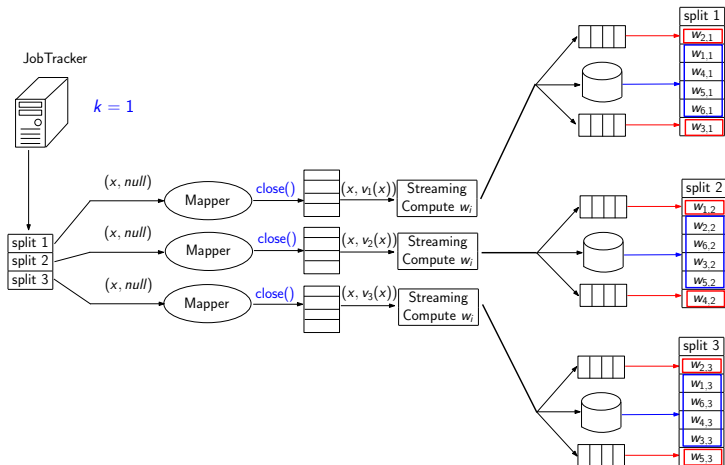 JobTracker
k = 1
split 1
split 2
split 3
(x, null)
Mapper
close()
(x, v₁(x))
Streaming
Compute wᵢ
(x, null)
Mapper
close()
(x, v₂(x))
Streaming
Compute wᵢ
(x, null)
Mapper
close()
(x, v₃(x))
Streaming
Compute wᵢ
split 1
w₂,₁
w₁,₁
w₄,₁
w₅,₁
w₆,₁
w₃,₁
split 2
w₁,₂
w₂,₂
w₆,₂
w₃,₂
w₅,₂
w₄,₂
split 3
w₂,₃
w₁,₃
w₆,₃
w₄,₃
w₃,₃
w₅,₃